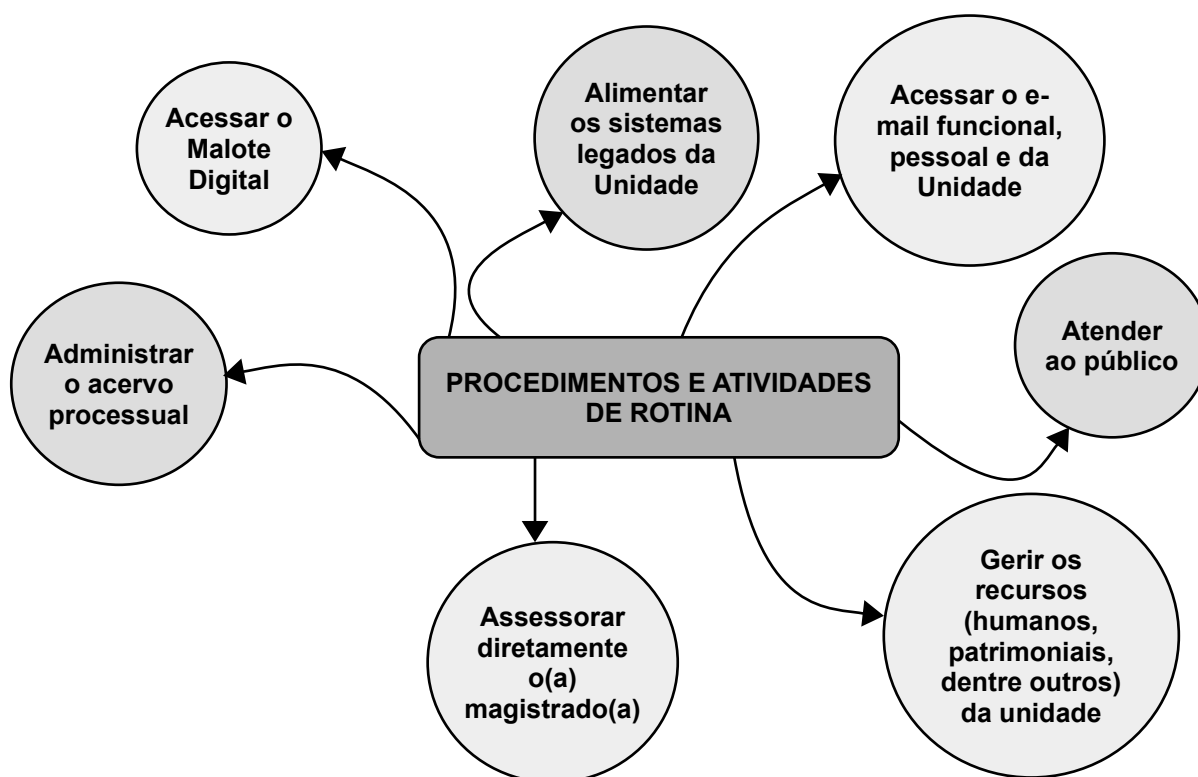 Acessar o
Malote
Digital
Alimentar
os sistemas
legados da
Unidade
Acessar o e-
mail funcional,
pessoal e da
Unidade
Atender
ao público
Administrar
o acervo
processual
PROCEDIMENTOS E ATIVIDADES
DE ROTINA
Assessorar
diretamente
o(a)
magistrado(a)
Gerir os
recursos
(humanos,
patrimoniais,
dentre outros)
da unidade